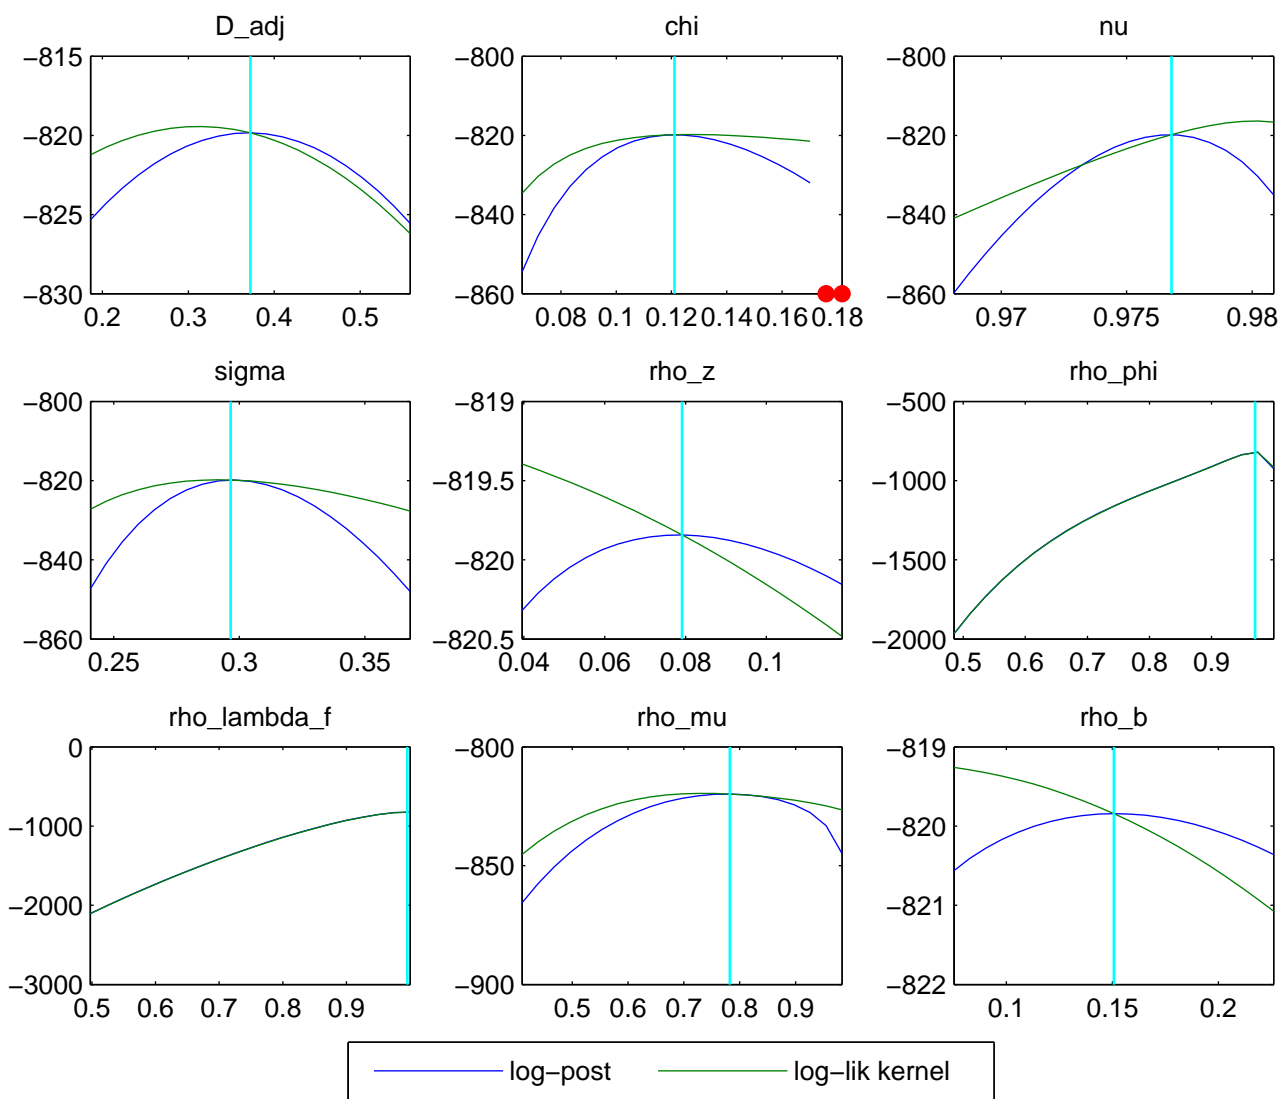 D_adj chi nu
−815 −800 −800
−820 −820 −820
−825 −840 −840
−830 −860 −860
0.2 0.3 0.4 0.5 0.08 0.1 0.12 0.14 0.16 0.18 0.97 0.975 0.98
sigma rho_z rho_phi
−800 −819 −500
−820 −819.5 −1000
−840 −820 −1500
−860 −820.5 −2000
0.25 0.3 0.35 0.04 0.06 0.08 0.1 0.5 0.6 0.7 0.8 0.9
rho_lambda_f rho_mu rho_b
0 −800 −819
−1000 −850 −820
−2000 −821
−3000 −900 −822
0.5 0.6 0.7 0.8 0.9 0.5 0.6 0.7 0.8 0.9 0.1 0.15 0.2
log−post log−lik kernel